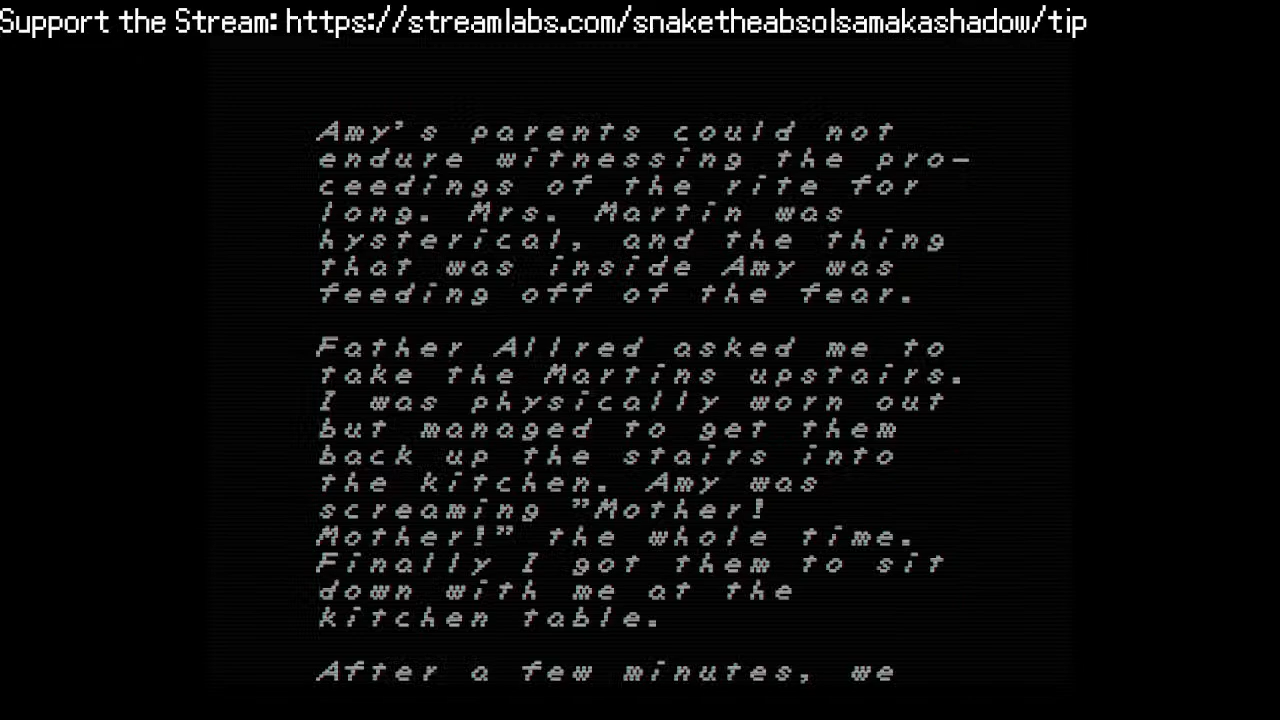 Support the Stream: https://streamlabs.com/snaketheabsolsamakashadow/tip
Amy's parents could not
endure witnessing the pro-
ceedings of the rite for
long. Mrs. Martin was
hysterical, and the thing
that was inside Amy was
feeding off of the fear.
Father Allred asked me to
take the Martins upstairs.
I was physically worn out
but managed to get them
back up the stairs into
the kitchen. Amy was
screaming "Mother!
Mother!" the whole time.
Finally I got them to sit
down with me at the
kitchen table.
After a few minutes, we